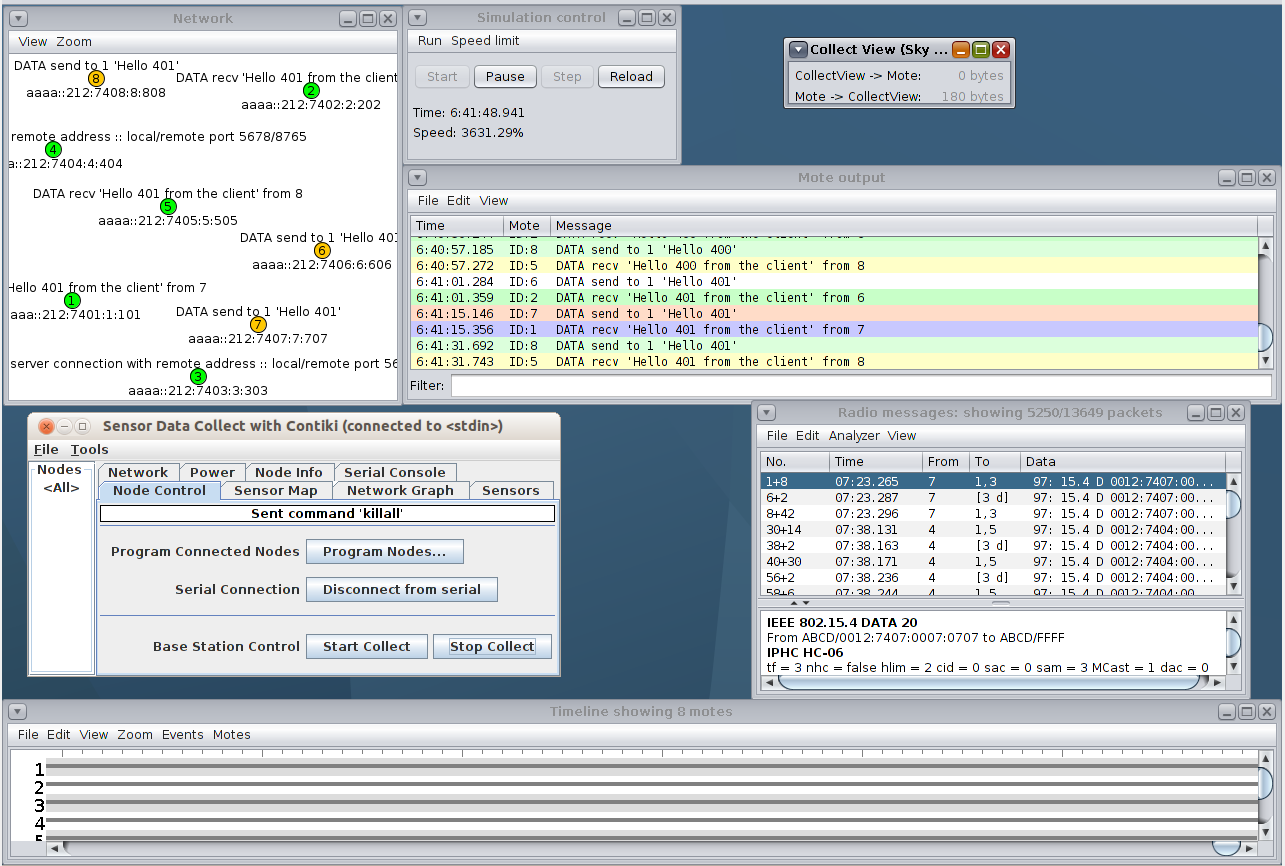 Network
View Zoom
DATA send to 1 'Hello 401'
8
aaaa::212:7408:8:808
DATA recv 'Hello 401 from the client
2
aaaa::212:7402:2:202
remote address :: local/remote port 5678/8765
4
a::212:7404:4:404
DATA recv 'Hello 401 from the client' from 8
5
aaaa::212:7405:5:505
DATA send to 1 'Hello 401
6
aaaa::212:7406:6:606
Hello 401 from the client' from 7
1
aaaa::212:7401:1:101
DATA send to 1 'Hello 401'
7
aaaa::212:7407:7:707
server connection with remote address :: local/remote port 56
3
aaaa::212:7403:3:303
Simulation control
Run Speed limit
Start Pause Step Reload
Time: 6:41:48.941
Speed: 3631.29%
Collect View (Sky ...
CollectView -> Mote: 0 bytes
Mote -> CollectView: 180 bytes
Mote output
File Edit View
Time Mote Message
6:40:57.185 ID:8 DATA send to 1 'Hello 400'
6:40:57.272 ID:5 DATA recv 'Hello 400 from the client' from 8
6:41:01.284 ID:6 DATA send to 1 'Hello 401'
6:41:01.359 ID:2 DATA recv 'Hello 401 from the client' from 6
6:41:15.146 ID:7 DATA send to 1 'Hello 401'
6:41:15.356 ID:1 DATA recv 'Hello 401 from the client' from 7
6:41:31.692 ID:8 DATA send to 1 'Hello 401'
6:41:31.743 ID:5 DATA recv 'Hello 401 from the client' from 8
Filter:
Sensor Data Collect with Contiki (connected to <stdin>)
File Tools
Nodes
<All>
Network Power Node Info Serial Console
Node Control Sensor Map Network Graph Sensors
Sent command 'killall'
Program Connected Nodes Program Nodes...
Serial Connection Disconnect from serial
Base Station Control Start Collect Stop Collect
Radio messages: showing 5250/13649 packets
File Edit Analyzer View
No. Time From To Data
1+8 07:23.265 7 1,3 97: 15.4 D 0012:7407:00...
6+2 07:23.287 7 [3 d] 97: 15.4 D 0012:7407:00...
8+42 07:23.296 7 1,3 97: 15.4 D 0012:7407:00...
30+14 07:38.131 4 1,5 97: 15.4 D 0012:7404:00...
38+2 07:38.163 4 [3 d] 97: 15.4 D 0012:7404:00...
40+30 07:38.171 4 1,5 97: 15.4 D 0012:7404:00...
56+2 07:38.236 4 [3 d] 97: 15.4 D 0012:7404:00...
58+6 07:38.244 4 1,5 97: 15.4 D 0012:7404:00...
IEEE 802.15.4 DATA 20
From ABCD/0012:7407:0007:0707 to ABCD/FFFF
IPHC HC-06
tf = 3 nhc = false hlim = 2 cid = 0 sac = 0 sam = 3 MCast = 1 dac = 0
Timeline showing 8 motes
File Edit View Zoom Events Motes
1
2
3
4
5